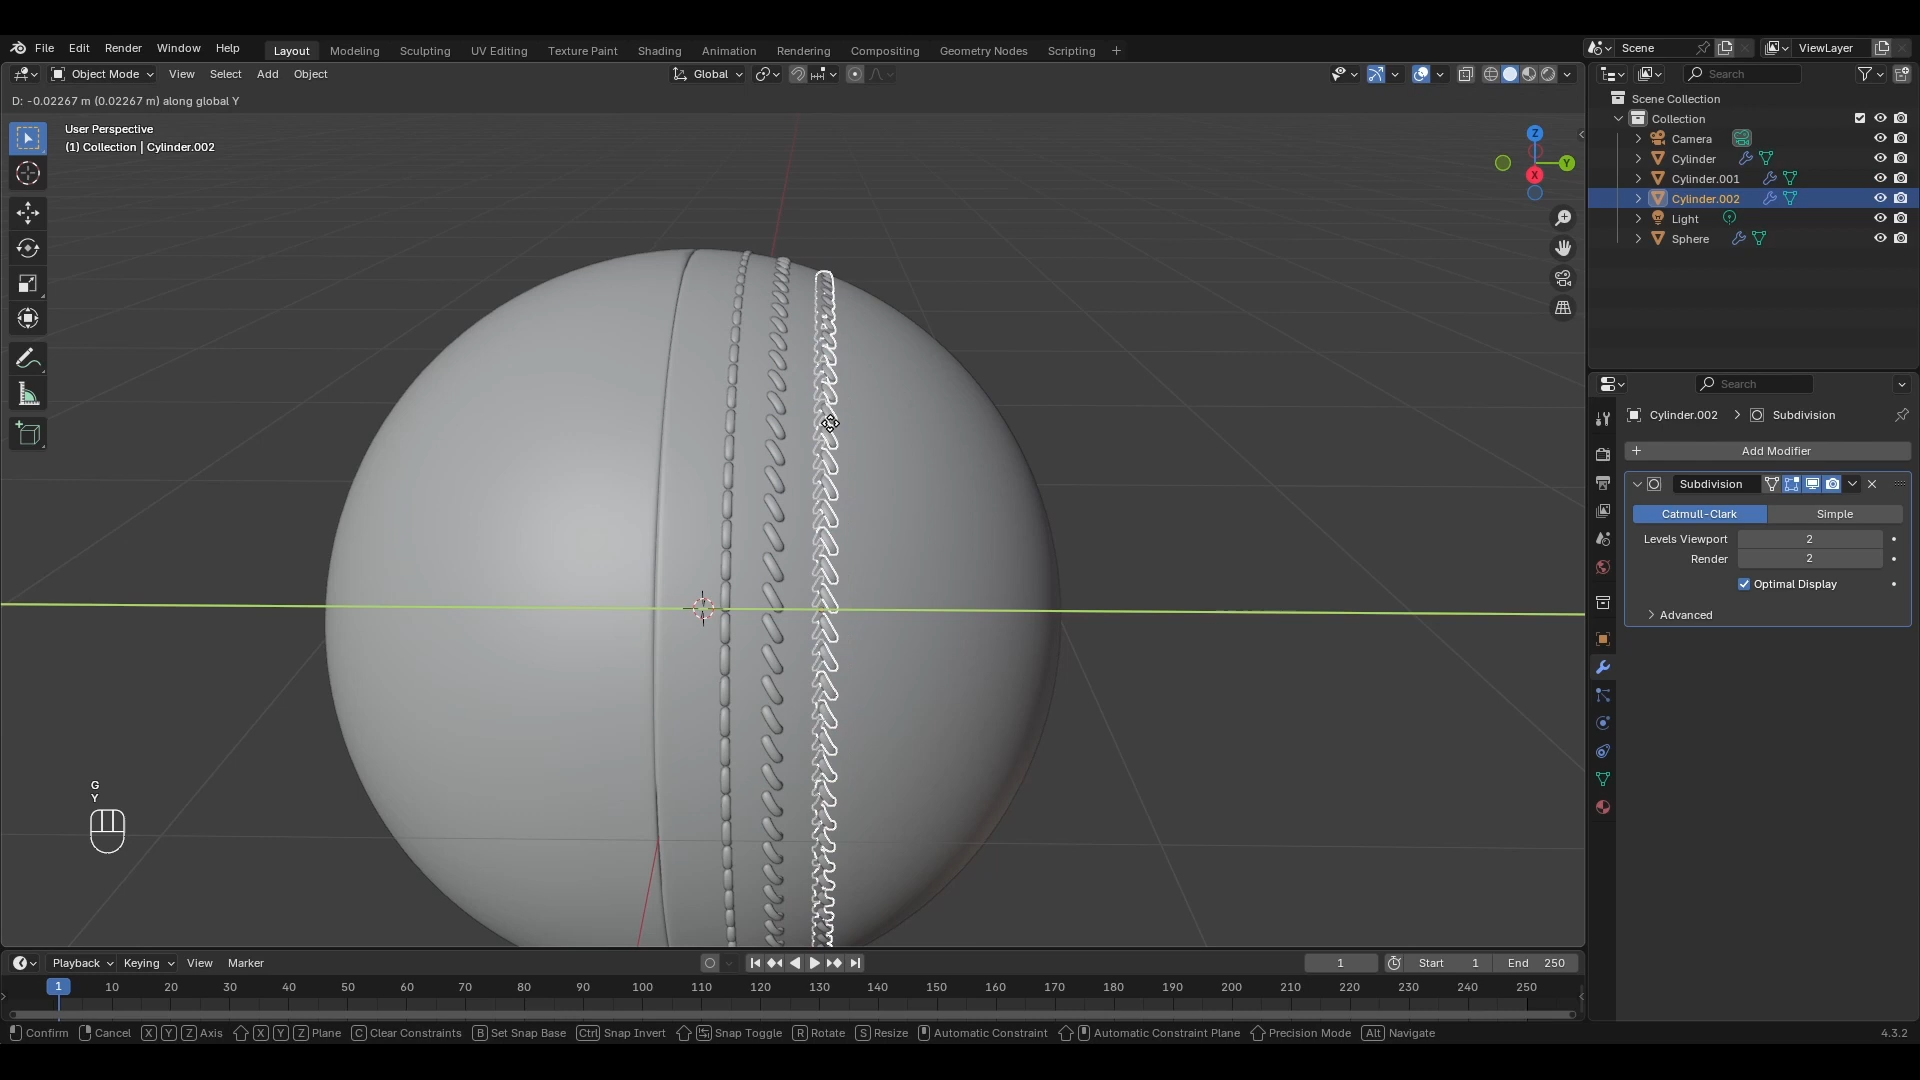 File Edit Render Window Help Layout Modeling Sculpting UV Editing Texture Paint Shading Animation Rendering Compositing Geometry Nodes Scripting + Scene ViewLayer
Object Mode View Select Add Object Global Search
D: -0.02267 m (0.02267 m) along global Y
Scene Collection
Collection
User Perspective
(1) Collection | Cylinder.002
Z
Y
X
Camera
Cylinder
Cylinder.001
Cylinder.002
Light
Sphere
Search
Cylinder.002 > Subdivision
+ Add Modifier
Subdivision
Catmull-Clark Simple
Levels Viewport 2
Render 2
Optimal Display
Advanced
G
Y
Playback Keying View Marker 1 Start 1 End 250
1 10 20 30 40 50 60 70 80 90 100 110 120 130 140 150 160 170 180 190 200 210 220 230 240 250
Confirm Cancel X Y Z Axis X Y Z Plane C Clear Constraints B Set Snap Base Ctrl Snap Invert Snap Toggle R Rotate S Resize Automatic Constraint Automatic Constraint Plane Precision Mode Alt Navigate 4.3.2